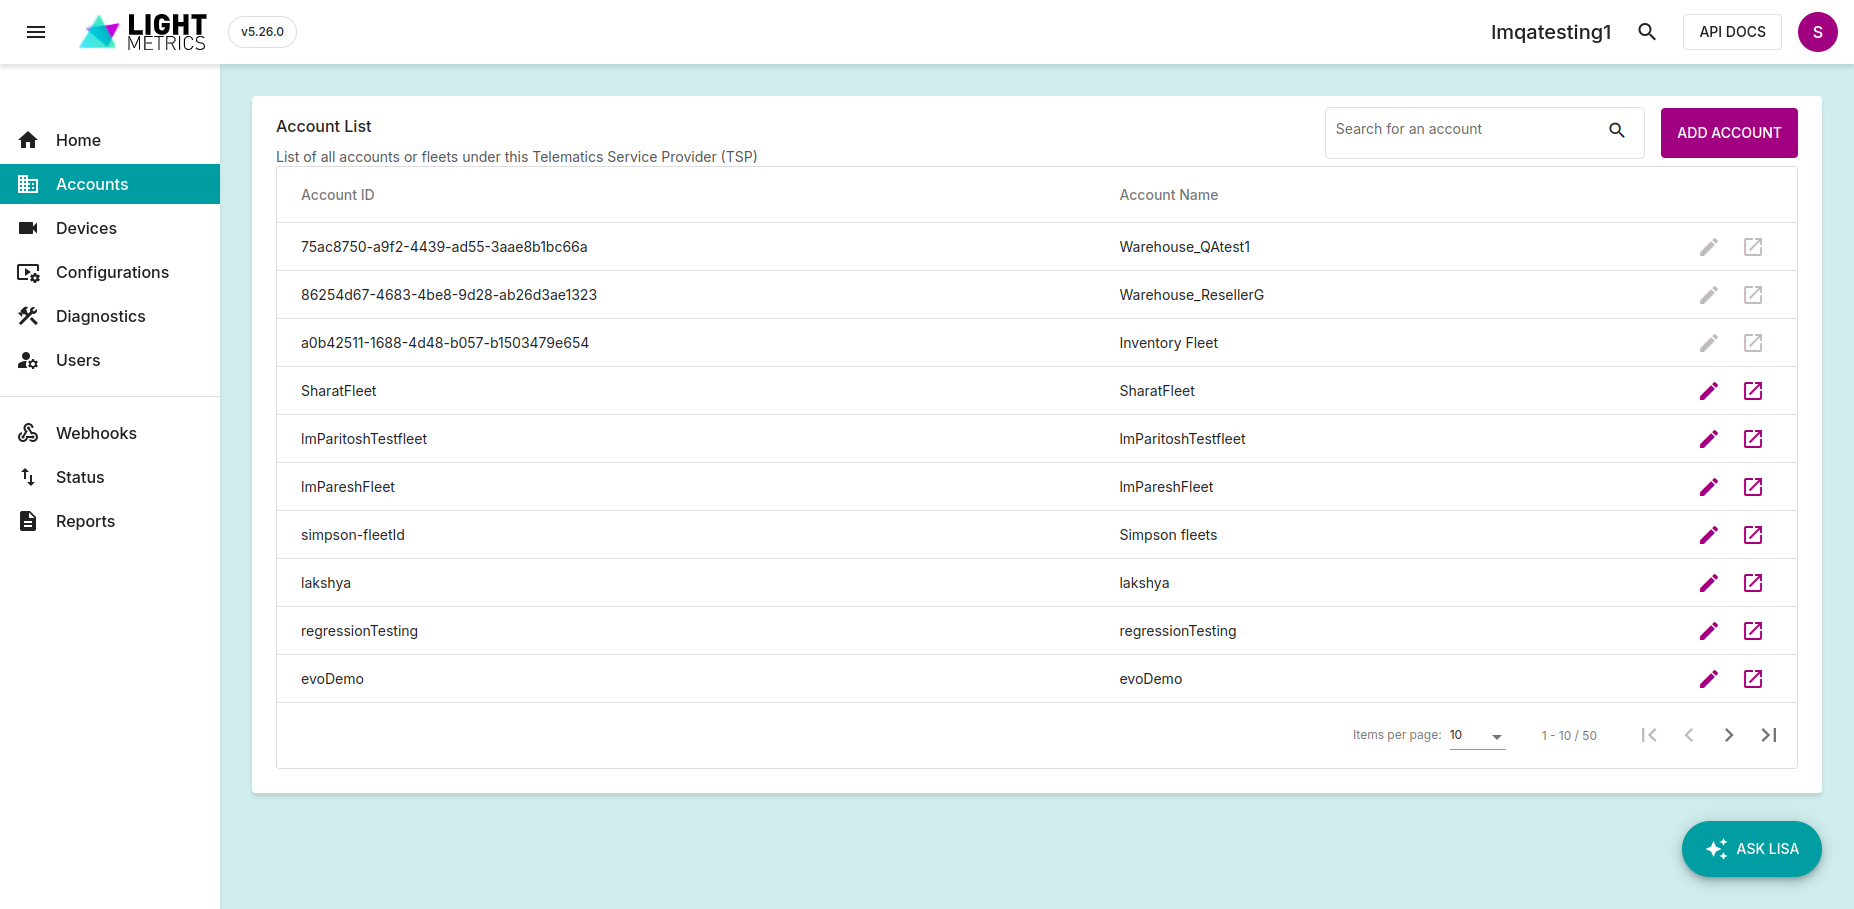 LIGHT
METRICS
v5.26.0
lmqatesting1
API DOCS
S
Home
Accounts
Devices
Configurations
Diagnostics
Users
Webhooks
Status
Reports
Account List
List of all accounts or fleets under this Telematics Service Provider (TSP)
Search for an account
ADD ACCOUNT
Account ID Account Name
75ac8750-a9f2-4439-ad55-3aae8b1bc66a Warehouse_QAtest1
86254d67-4683-4be8-9d28-ab26d3ae1323 Warehouse_ResellerG
a0b42511-1688-4d48-b057-b1503479e654 Inventory Fleet
SharatFleet SharatFleet
lmParitoshTestfleet lmParitoshTestfleet
lmPareshFleet lmPareshFleet
simpson-fleetId Simpson fleets
lakshya lakshya
regressionTesting regressionTesting
evoDemo evoDemo
Items per page: 10 1 - 10 / 50
ASK LISA